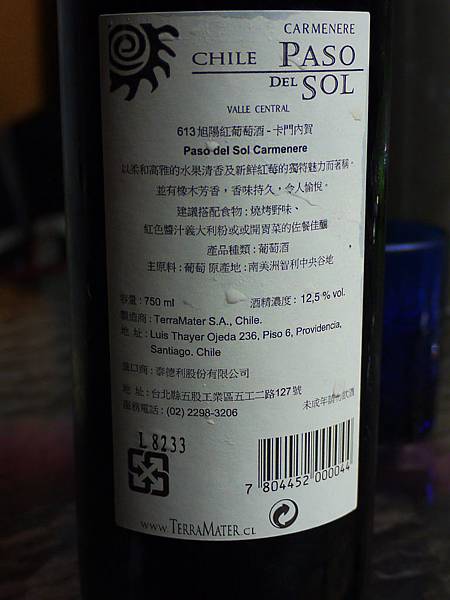 CARMENERE
CHILE PASO
DEL SOL
VALLE CENTRAL
613 旭陽紅葡萄酒 - 卡門內賀
Paso del Sol Carmenere
以柔和高雅的水果清香及新鮮紅莓的獨特魅力而著稱。
並有橡木芳香，香味持久，令人愉悅。
建議搭配食物：燒烤野味、
紅色醬汁義大利粉或或開胃菜的佐餐佳釀
產品種類：葡萄酒
主原料：葡萄 原產地：南美洲智利中央谷地
容量：750 ml 酒精濃度：12,5 % vol.
製造商：TerraMater S.A., Chile.
地 址：Luis Thayer Ojeda 236, Piso 6, Providencia,
Santiago. Chile
進口商：泰德利股份有限公司
地 址：台北縣五股工業區五工二路127號
服務電話：(02) 2298-3206
未成年請勿飲酒
L 8233
7 804452 000044
WWW.TERRAMATER.CL